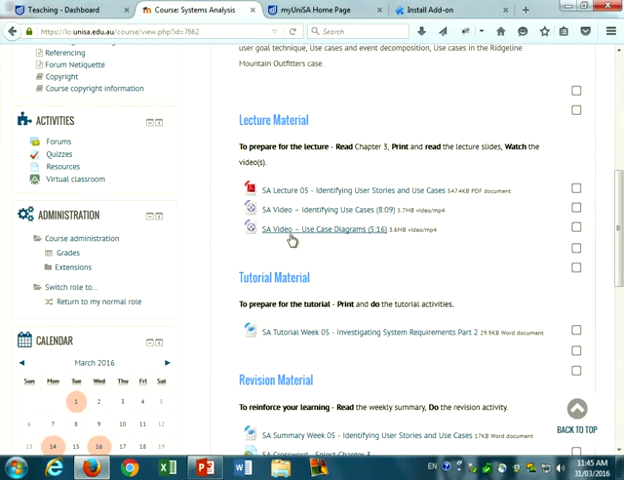 Teaching - Dashboard
Course: Systems Analysis
myUniSA Home Page
Install Add-on
https://lo.unisa.edu.au/course/view.php?id=7662
Search
Referencing
Forum Netiquette
Copyright
Course copyright information
user goal technique, Use cases and event decomposition, Use cases in the Ridgeline
Mountain Outfitters case.
ACTIVITIES
Forums
Quizzes
Resources
Virtual classroom
ADMINISTRATION
Course administration
Grades
Extensions
Switch role to...
Return to my normal role
CALENDAR
March 2016
Sun Mon Tue Wed Thu Fri Sat
1 2 3 4 5
6 7 8 9 10 11 12
13 14 15 16 17 18 19
Lecture Material
To prepare for the lecture - Read Chapter 3, Print and read the lecture slides, Watch the
video(s).
SA Lecture 05 - Identifying User Stories and Use Cases 547.4KB PDF document
SA Video – Identifying Use Cases (8:09) 5.7MB video/mp4
SA Video – Use Case Diagrams (5:16) 3.6MB video/mp4
Tutorial Material
To prepare for the tutorial - Print and do the tutorial activities.
SA Tutorial Week 05 - Investigating System Requirements Part 2 29.9KB Word document
Revision Material
To reinforce your learning - Read the weekly summary, Do the revision activity.
SA Summary Week 05 - Identifying User Stories and Use Cases 17KB Word document
SA Crossword - Select Chapter 3
BACK TO TOP
EN
11:45 AM
31/03/2016